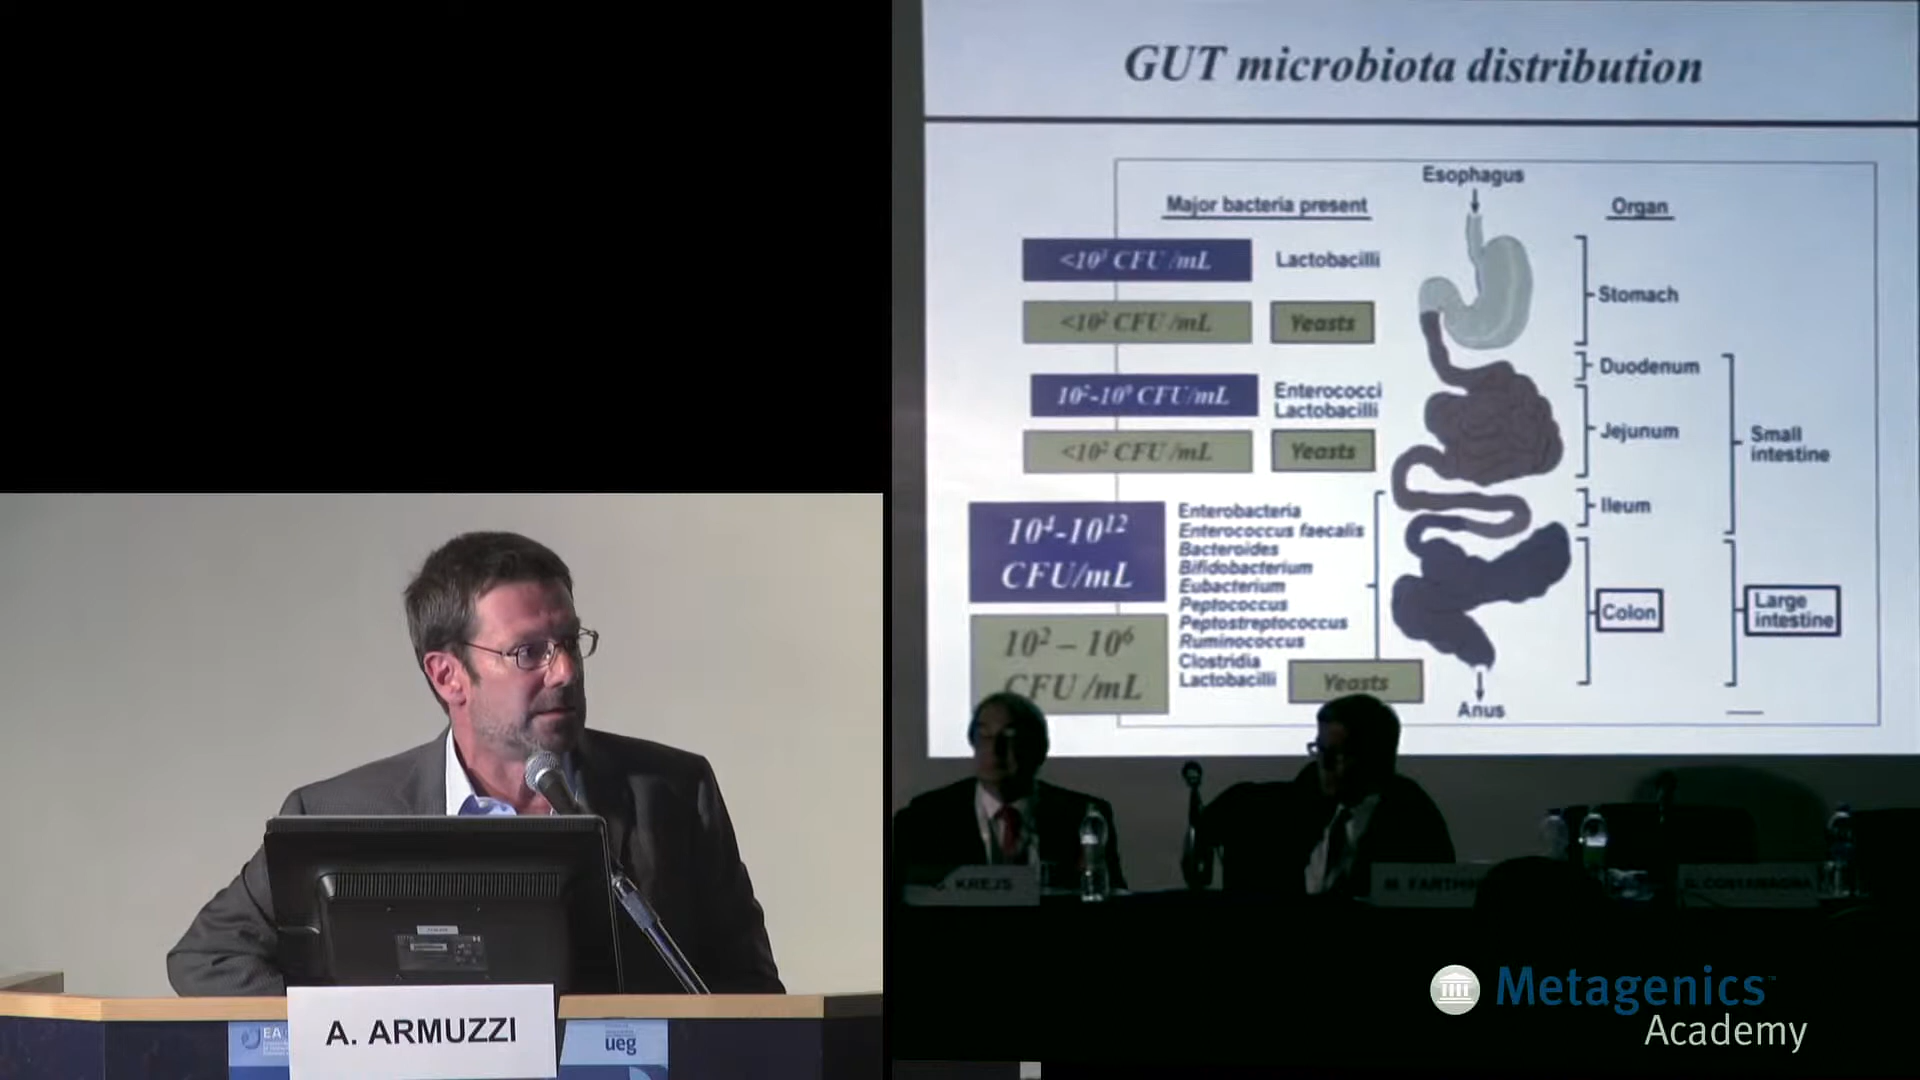 GUT microbiota distribution
Esophagus
Major bacteria present
Organ
<10³ CFU /mL
Lactobacilli
Stomach
<10² CFU /mL
Yeasts
Duodenum
CFU/mL
Enterococci
Lactobacilli
Jejunum
Small
intestine
<10² CFU /mL
Yeasts
Ileum
10⁴-10¹²
CFU/mL
Enterobacteria
Enterococcus faecalis
Bacteroides
Bifidobacterium
Eubacterium
Peptococcus
Peptostreptococcus
Ruminococcus
Clostridia
Lactobacilli
10² – 10⁶
CFU /mL
Yeasts
Colon
Large
intestine
Anus
KREJS
A. ARMUZZI
EA
ueg
Metagenics™
Academy